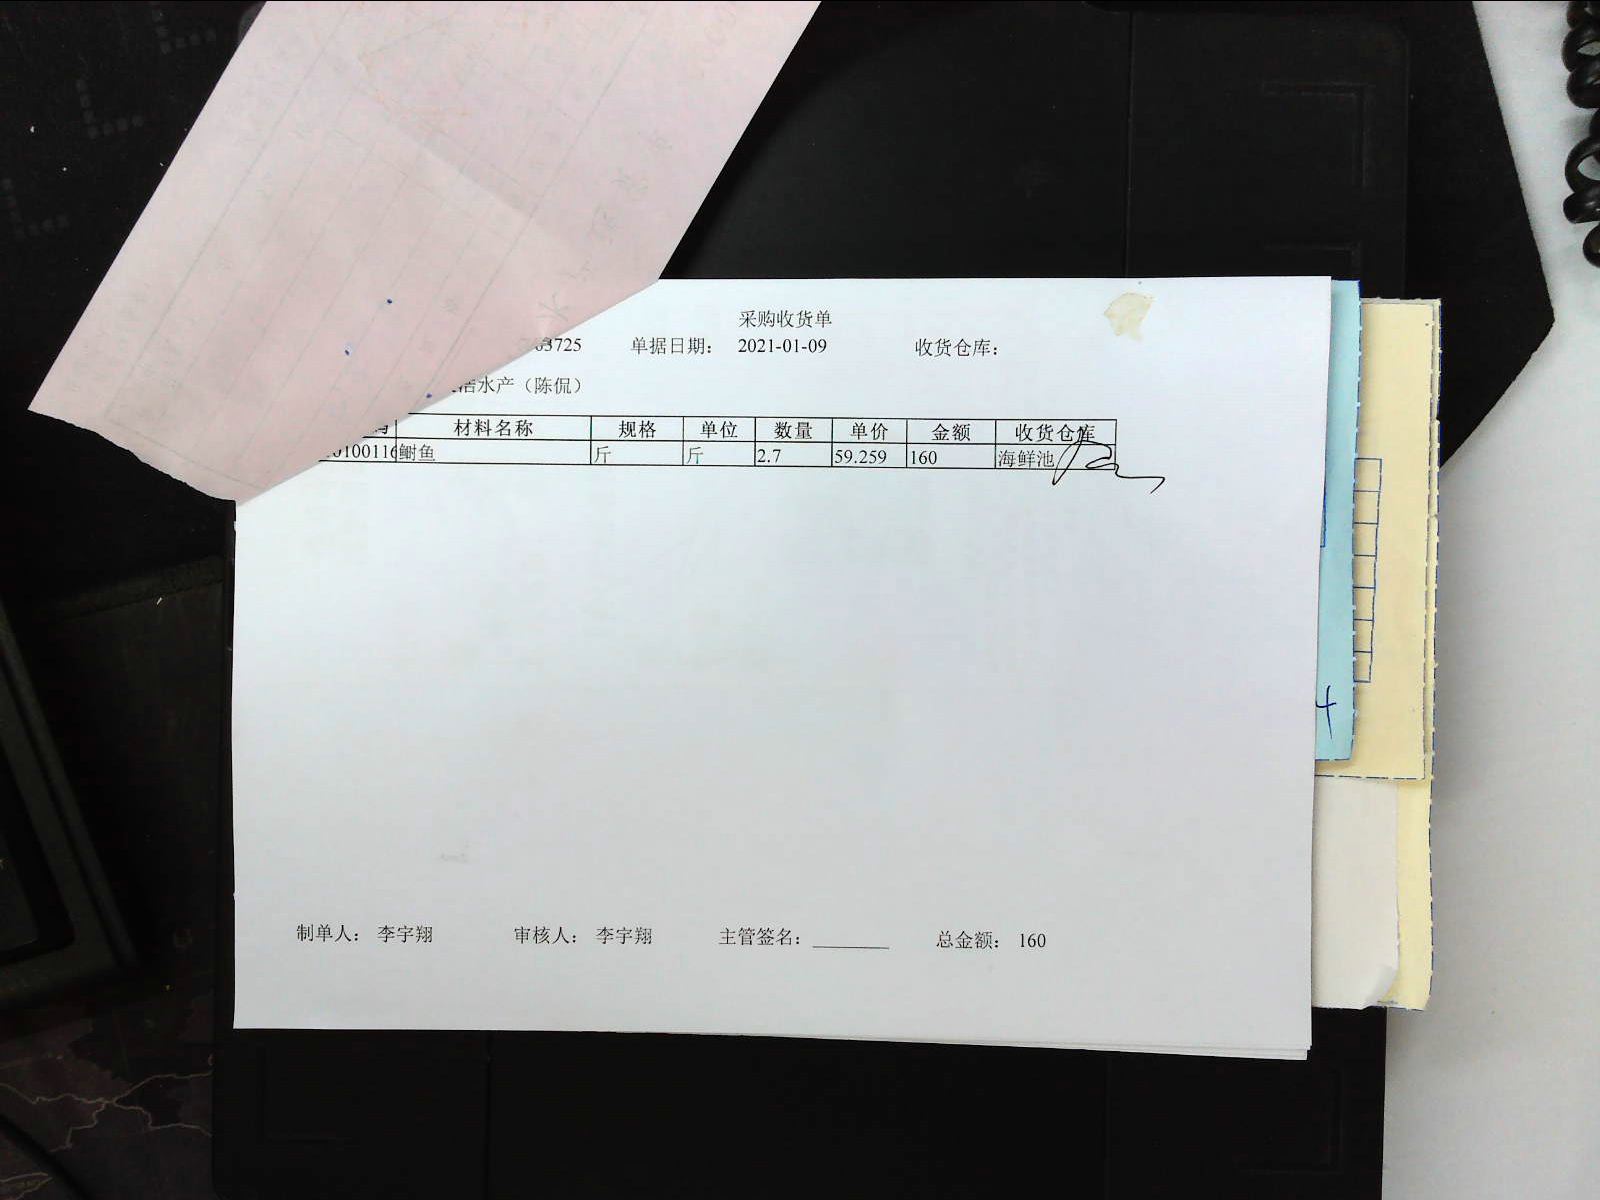 采购收货单
03725 单据日期： 2021-01-09 收货仓库：
洁水产（陈侃）
材料名称 规格 单位 数量 单价 金额 收货仓库
0100116 鲥鱼 斤 斤 2.7 59.259 160 海鲜池
制单人： 李宇翔 审核人： 李宇翔 主管签名： 总金额： 160
4